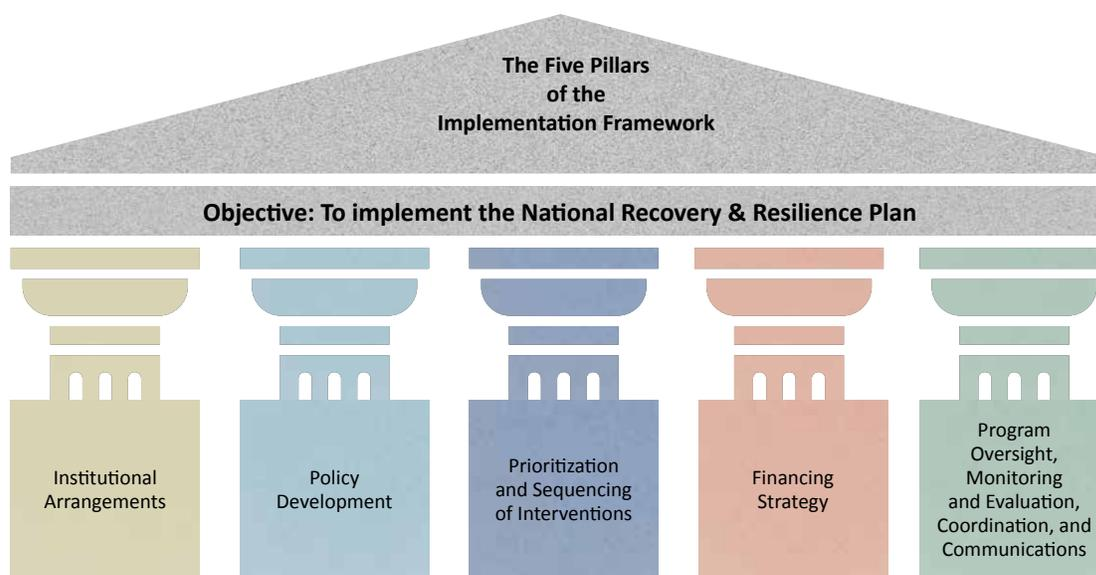 The Five Pillars
of the
Implementation Framework
Objective: To implement the National Recovery & Resilience Plan
Institutional
Arrangements
Policy
Development
Prioritization
and Sequencing
of Interventions
Financing
Strategy
Program
Oversight,
Monitoring
and Evaluation,
Coordination, and
Communications